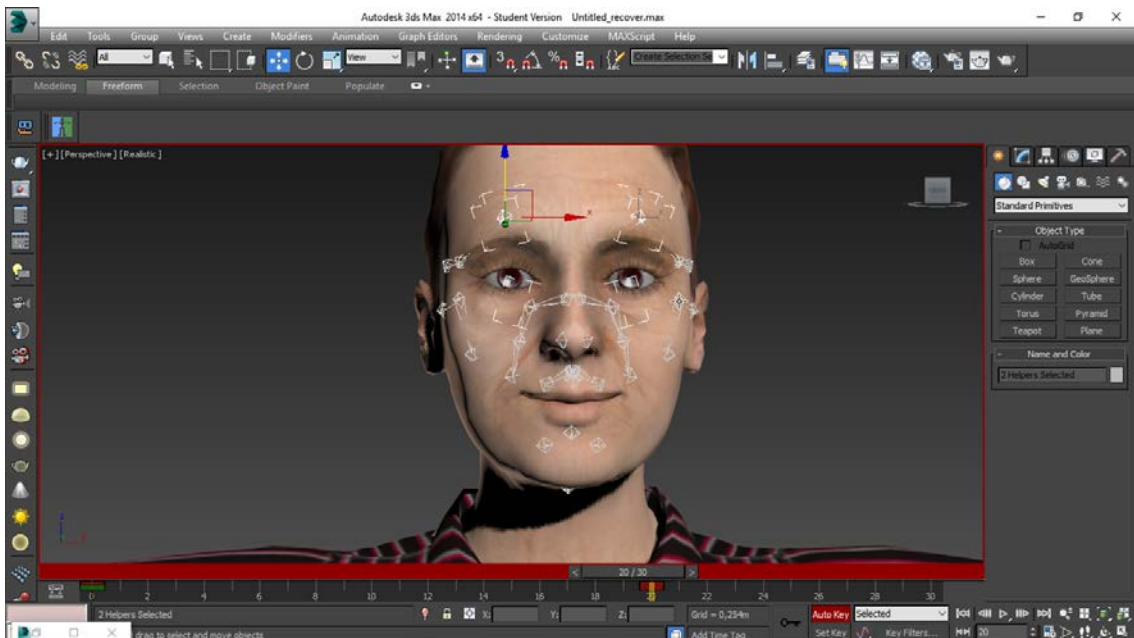 Autodesk 3ds Max 2014 x64 - Student Version Untitled_recover.max
Edit Tools Group Views Create Modifiers Animation Graph Editors Rendering Customize MAXScript Help
All View Create Selection Se
Modeling Freeform Selection Object Paint Populate
[+] [Perspective] [Realistic]
Standard Primitives
Object Type
AutoGrid
Box Cone
Sphere GeoSphere
Cylinder Tube
Torus Pyramid
Teapot Plane
Name and Color
2 Helpers Selected
20 / 30
0 2 4 6 8 10 12 14 16 18 20 22 24 26 28 30
2 Helpers Selected X: Y: Z: Grid = 0,254m Auto Key Selected
drag to select and move objects Add Time Tag Set Key Key Filters... 20